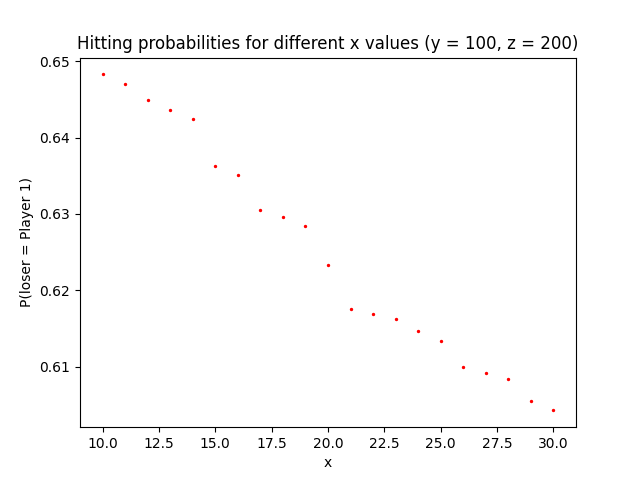 Hitting probabilities for different x values (y = 100, z = 200)
P(loser = Player 1)
0.65
0.64
0.63
0.62
0.61
10.0 12.5 15.0 17.5 20.0 22.5 25.0 27.5 30.0
x